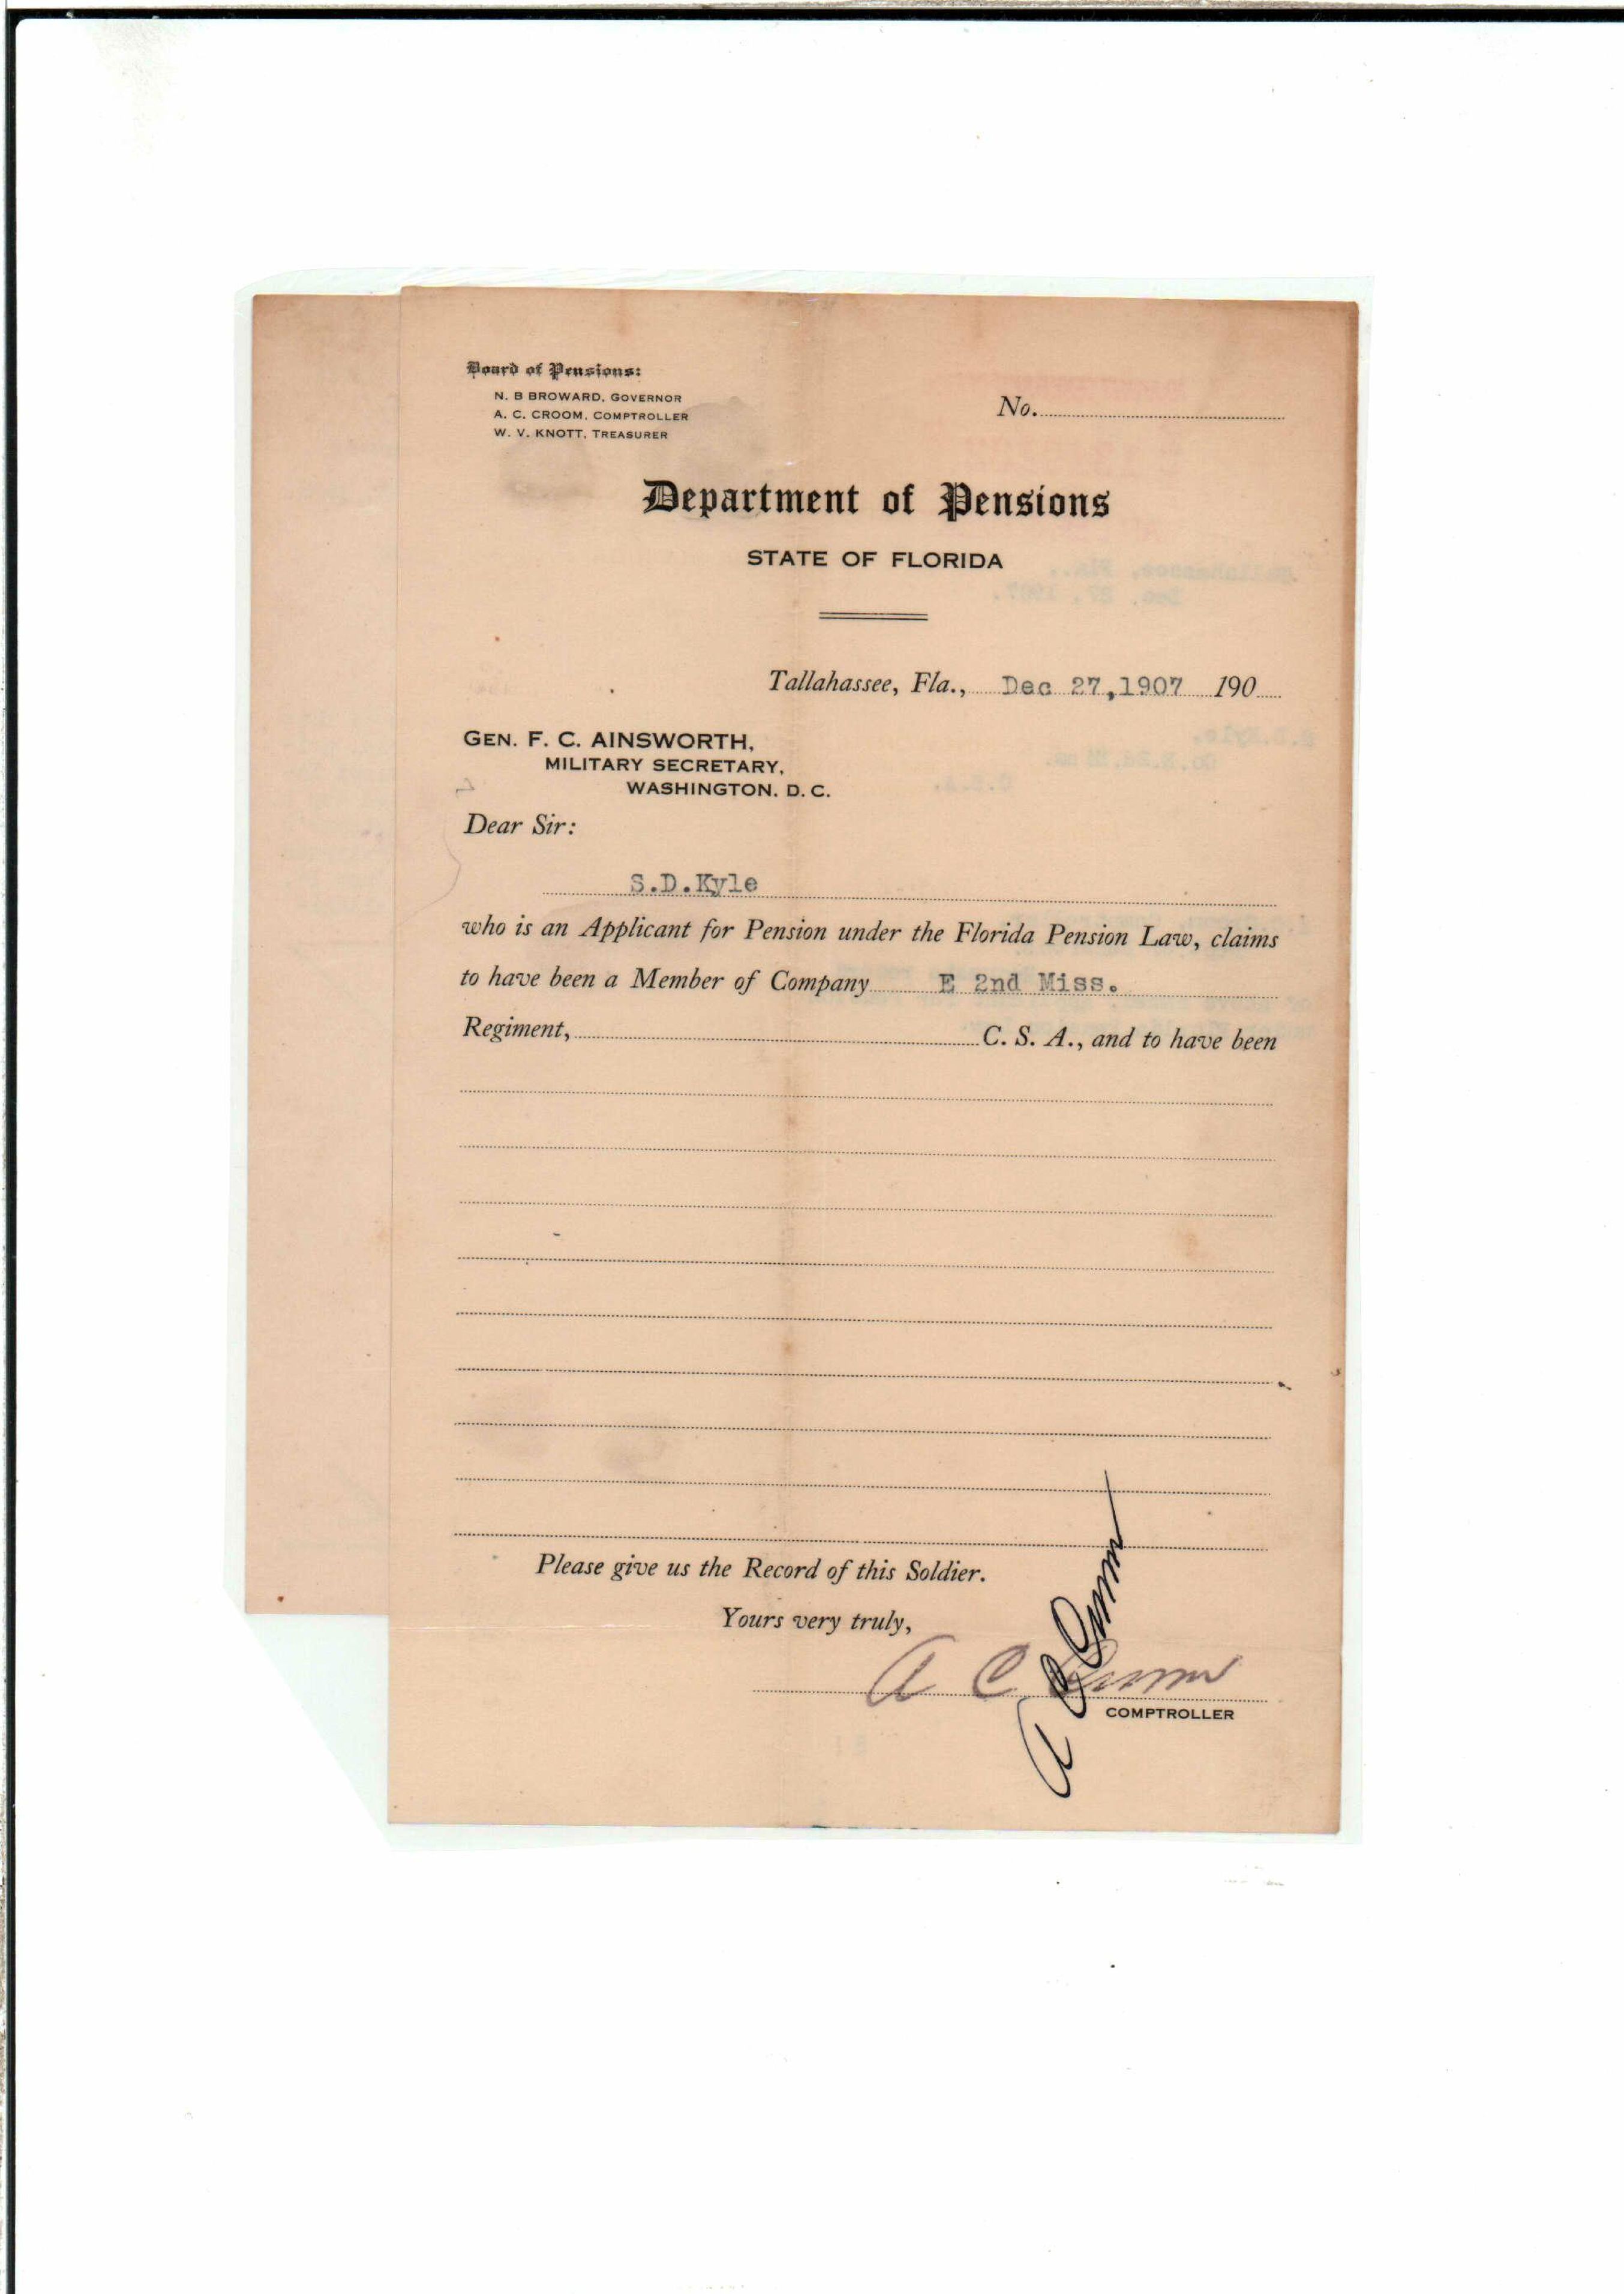 Board of Pensions:
N. B BROWARD, GOVERNOR
A. C. CROOM, COMPTROLLER
W. V. KNOTT, TREASURER
No.
Department of Pensions
STATE OF FLORIDA
Tallahassee, Fla., Dec 27,1907 190
GEN. F. C. AINSWORTH,
MILITARY SECRETARY,
WASHINGTON. D. C.
Dear Sir:
S.D.Kyle
who is an Applicant for Pension under the Florida Pension Law, claims
to have been a Member of Company E 2nd Miss.
Regiment, C. S. A., and to have been
Please give us the Record of this Soldier.
Yours very truly,
A C Croom
A C Croom
COMPTROLLER